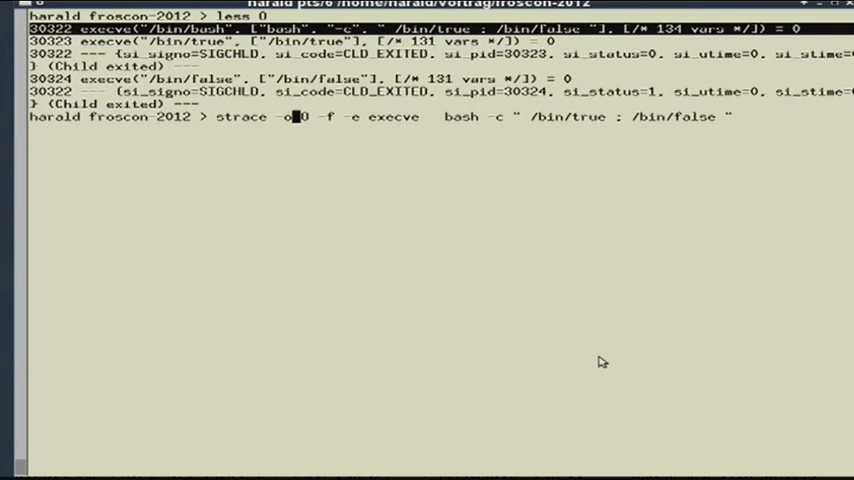 harald pts/6 /home/harald/vortrag/froscon-2012
harald froscon-2012 > less O
30322 execve("/bin/bash", ["bash", "-c", " /bin/true ; /bin/false "], [/* 134 vars */]) = 0
30323 execve("/bin/true", ["/bin/true"], [/* 131 vars */]) = 0
30322 --- {si_signo=SIGCHLD, si_code=CLD_EXITED, si_pid=30323, si_status=0, si_utime=0, si_stime=0
} (Child exited) ---
30324 execve("/bin/false", ["/bin/false"], [/* 131 vars */]) = 0
30322 --- {si_signo=SIGCHLD, si_code=CLD_EXITED, si_pid=30324, si_status=1, si_utime=0, si_stime=0
} (Child exited) ---
harald froscon-2012 > strace -o O -f -e execve   bash -c " /bin/true ; /bin/false "